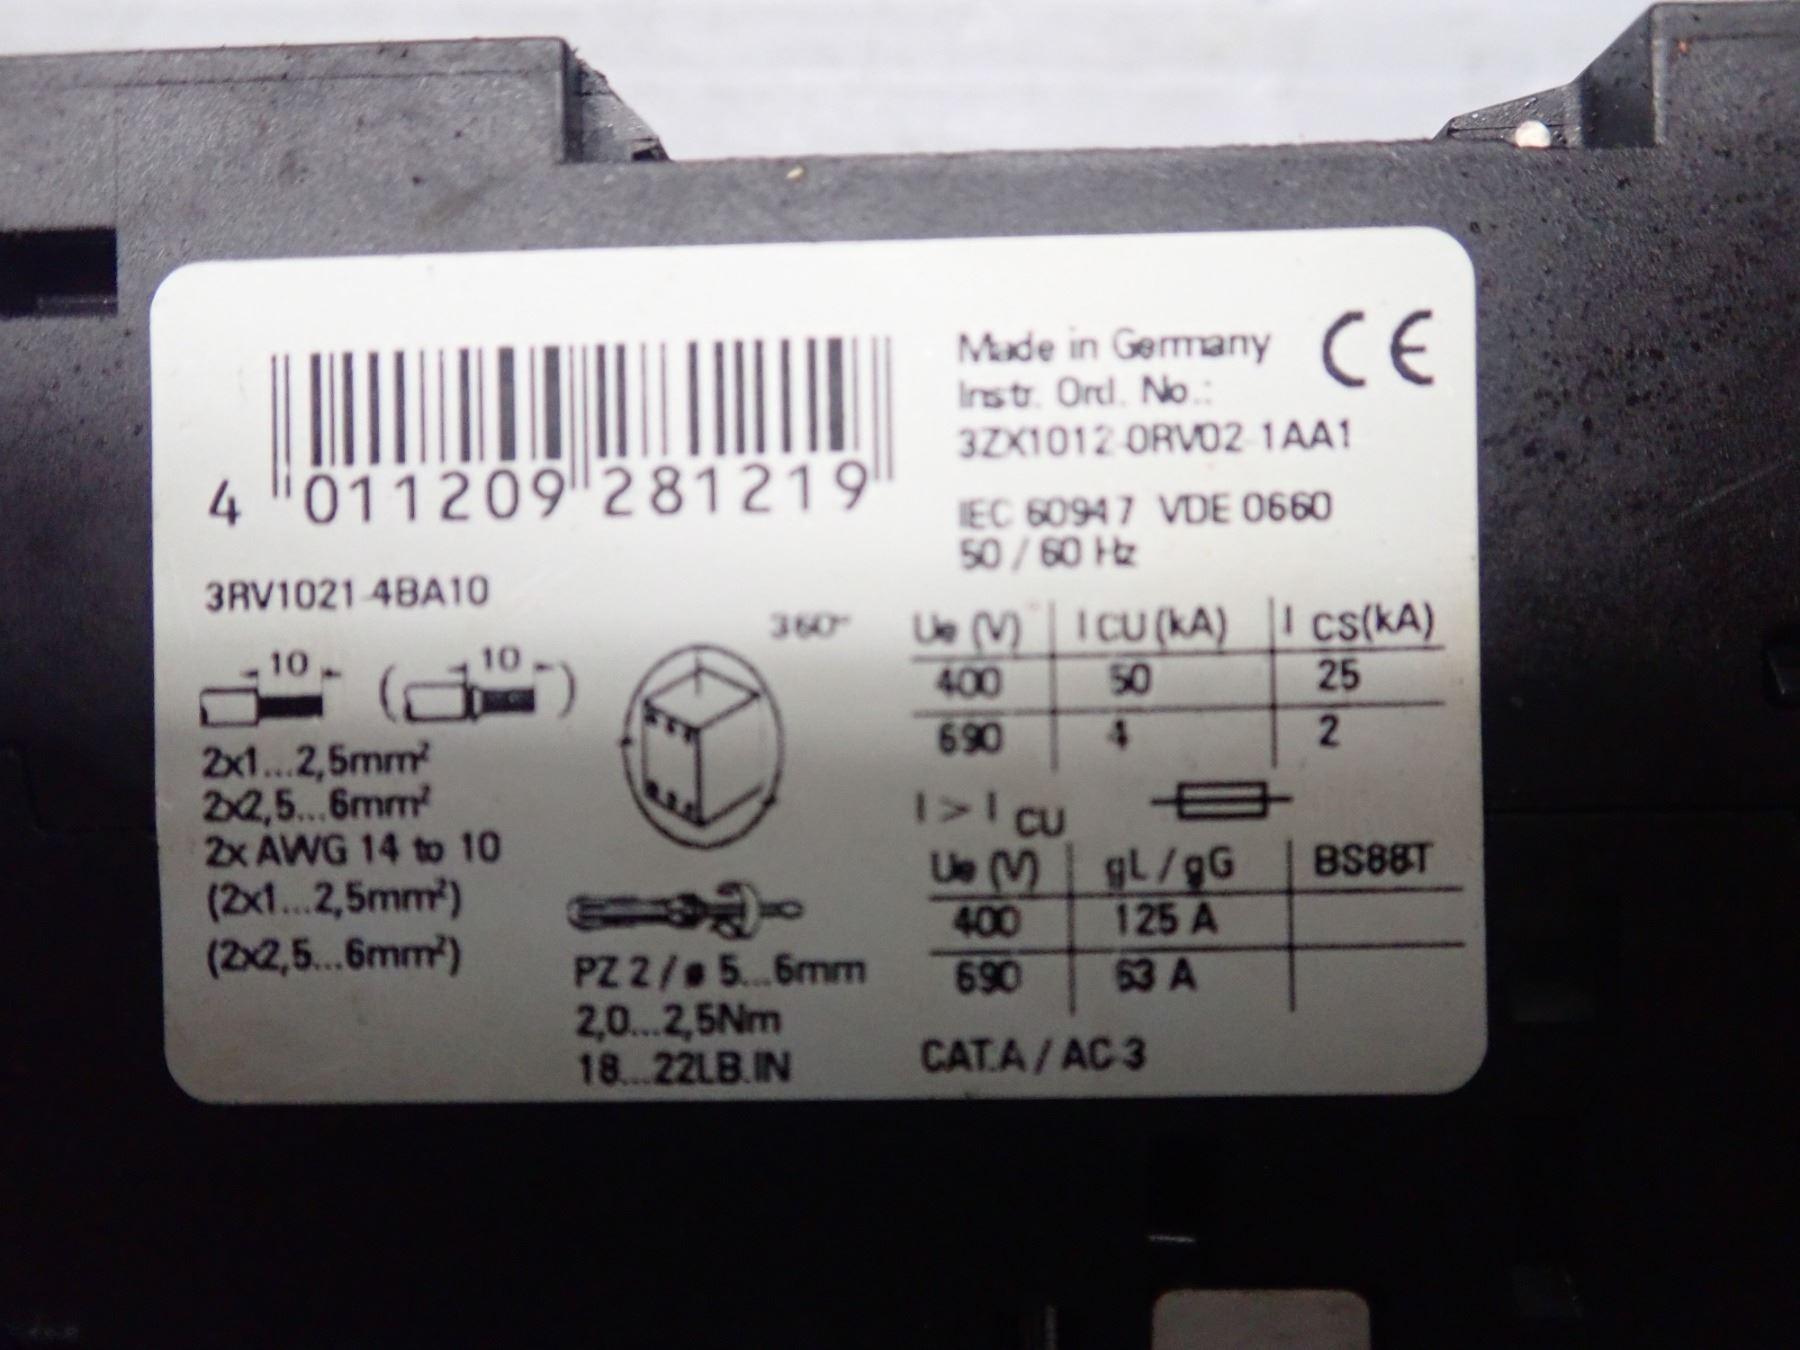 4 011209 281219
3RV1021-4BA10
10 (10)
2x1...2,5mm²
2x2,5...6mm²
2x AWG 14 to 10
(2x1...2,5mm²)
(2x2,5...6mm²)
360°
PZ 2 / ø 5...6mm
2,0...2,5Nm
18...22LB.IN
Made in Germany CE
Instr. Ord. No.:
3ZX1012-0RV02-1AA1
IEC 60947 VDE 0660
50 / 60 Hz
Ue (V) ICU (kA) ICS (kA)
400 50 25
690 4 2
I > ICU
Ue (V) gL / gG BS88T
400 125 A
690 63 A
CAT.A / AC-3